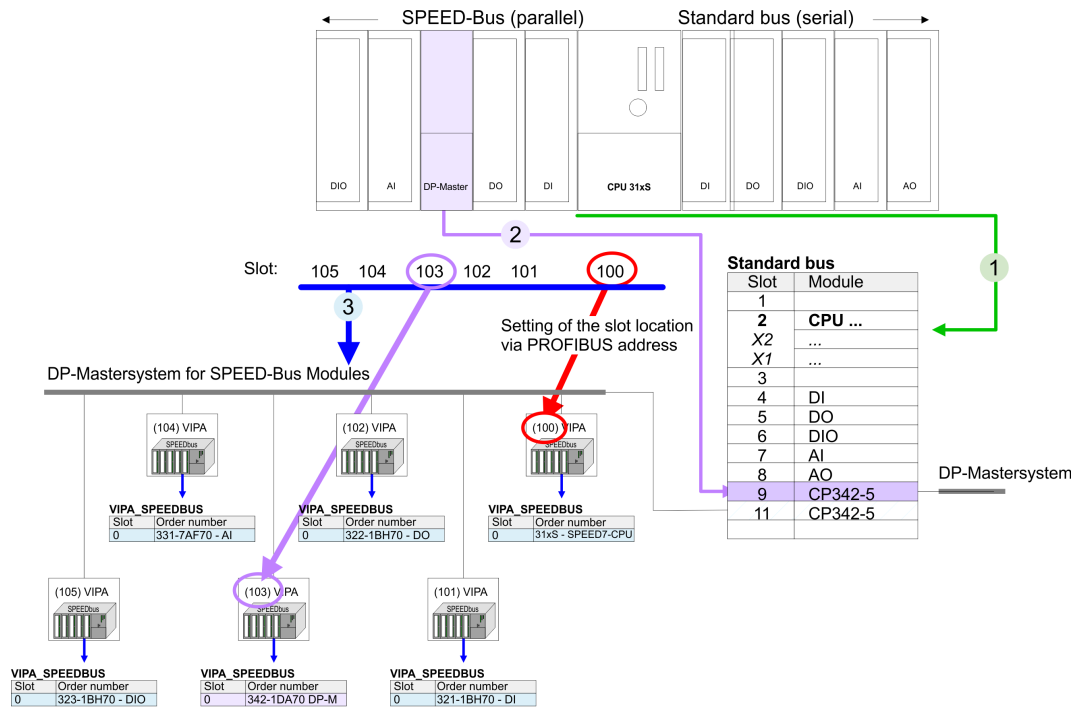 SPEED-Bus (parallel) Standard bus (serial)
DIO AI DP-Master DO DI CPU 31xS DI DO DIO AI AO
2
1
Slot: 105 104 103 102 101 100
3
Setting of the slot location
via PROFIBUS address
Standard bus
Slot Module
1
2 CPU ...
X2 ...
X1 ...
3
4 DI
5 DO
6 DIO
7 AI
8 AO
9 CP342-5
11 CP342-5
DP-Mastersystem
DP-Mastersystem for SPEED-Bus Modules
(104) VIPA
SPEEDbus
VIPA_SPEEDBUS
Slot Order number
0 331-7AF70 - AI
(102) VIPA
SPEEDbus
VIPA_SPEEDBUS
Slot Order number
0 322-1BH70 - DO
(100) VIPA
SPEEDbus
VIPA_SPEEDBUS
Slot Order number
0 31xS - SPEED7-CPU
(105) VIPA
SPEEDbus
VIPA_SPEEDBUS
Slot Order number
0 323-1BH70 - DIO
(103) VIPA
SPEEDbus
VIPA_SPEEDBUS
Slot Order number
0 342-1DA70 DP-M
(101) VIPA
SPEEDbus
VIPA_SPEEDBUS
Slot Order number
0 321-1BH70 - DI